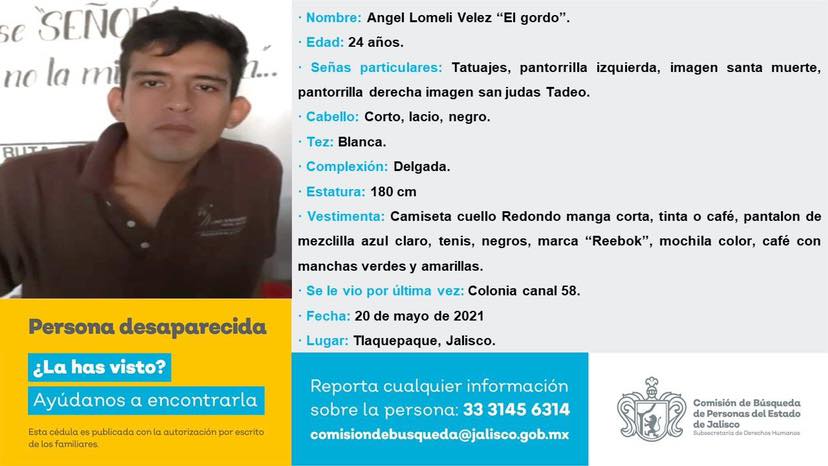 se "SEÑOR
no la mi
RUTA
Persona desaparecida
¿La has visto?
Ayúdanos a encontrarla
Esta cédula es publicada con la autorización por escrito
de los familiares.
· Nombre: Angel Lomeli Velez “El gordo”.
· Edad: 24 años.
· Señas particulares: Tatuajes, pantorrilla izquierda, imagen santa muerte,
pantorrilla derecha imagen san judas Tadeo.
· Cabello: Corto, lacio, negro.
· Tez: Blanca.
· Complexión: Delgada.
· Estatura: 180 cm
· Vestimenta: Camiseta cuello Redondo manga corta, tinta o café, pantalon de
mezclilla azul claro, tenis, negros, marca “Reebok”, mochila color, café con
manchas verdes y amarillas.
· Se le vio por última vez: Colonia canal 58.
· Fecha: 20 de mayo de 2021
· Lugar: Tlaquepaque, Jalisco.
Reporta cualquier información
sobre la persona: 33 3145 6314
comisiondebusqueda@jalisco.gob.mx
Comisión de Búsqueda
de Personas del Estado
de Jalisco
Subsecretaría de Derechos Humanos